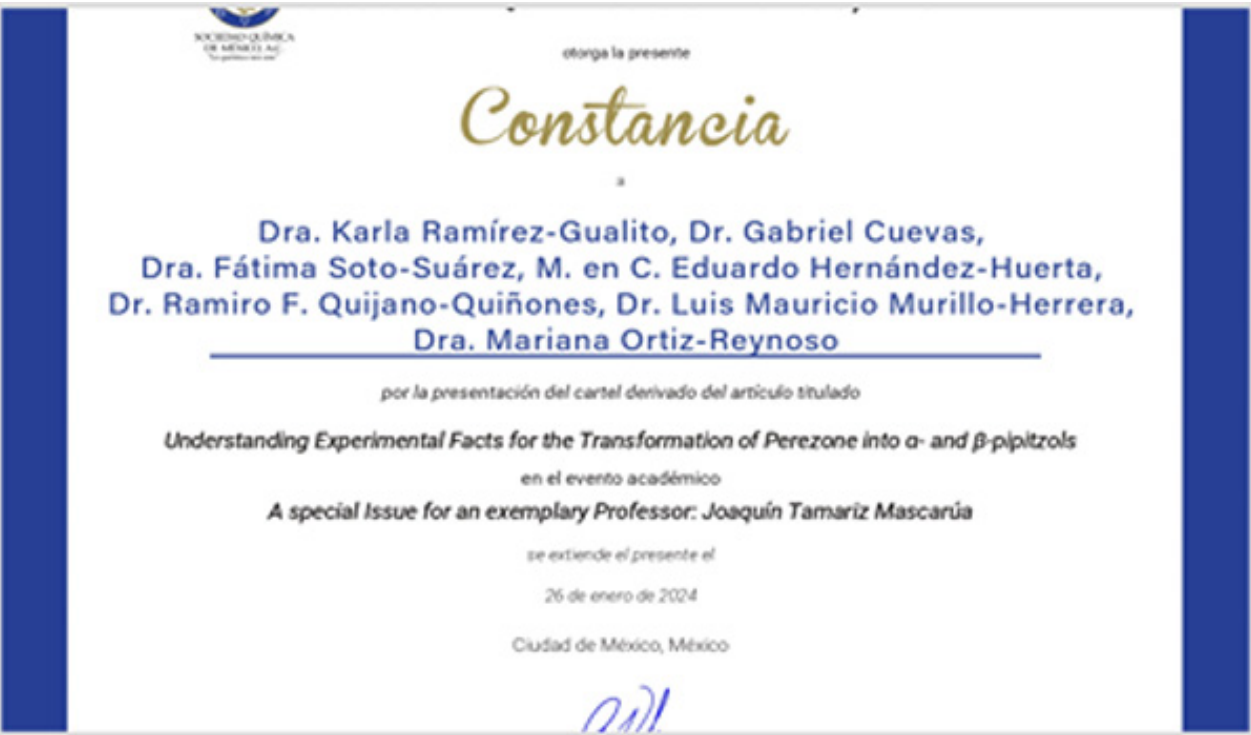 SOCIEDAD QUÍMICA
DE MÉXICO, A.C.
otorga la presente
Constancia
a
Dra. Karla Ramírez-Gualito, Dr. Gabriel Cuevas,
Dra. Fátima Soto-Suárez, M. en C. Eduardo Hernández-Huerta,
Dr. Ramiro F. Quijano-Quiñones, Dr. Luis Mauricio Murillo-Herrera,
Dra. Mariana Ortiz-Reynoso
por la presentación del cartel derivado del artículo titulado
Understanding Experimental Facts for the Transformation of Perezone into α- and β-pipitzols
en el evento académico
A special Issue for an exemplary Professor: Joaquín Tamariz Mascarúa
se extiende el presente el
26 de enero de 2024
Ciudad de México, México